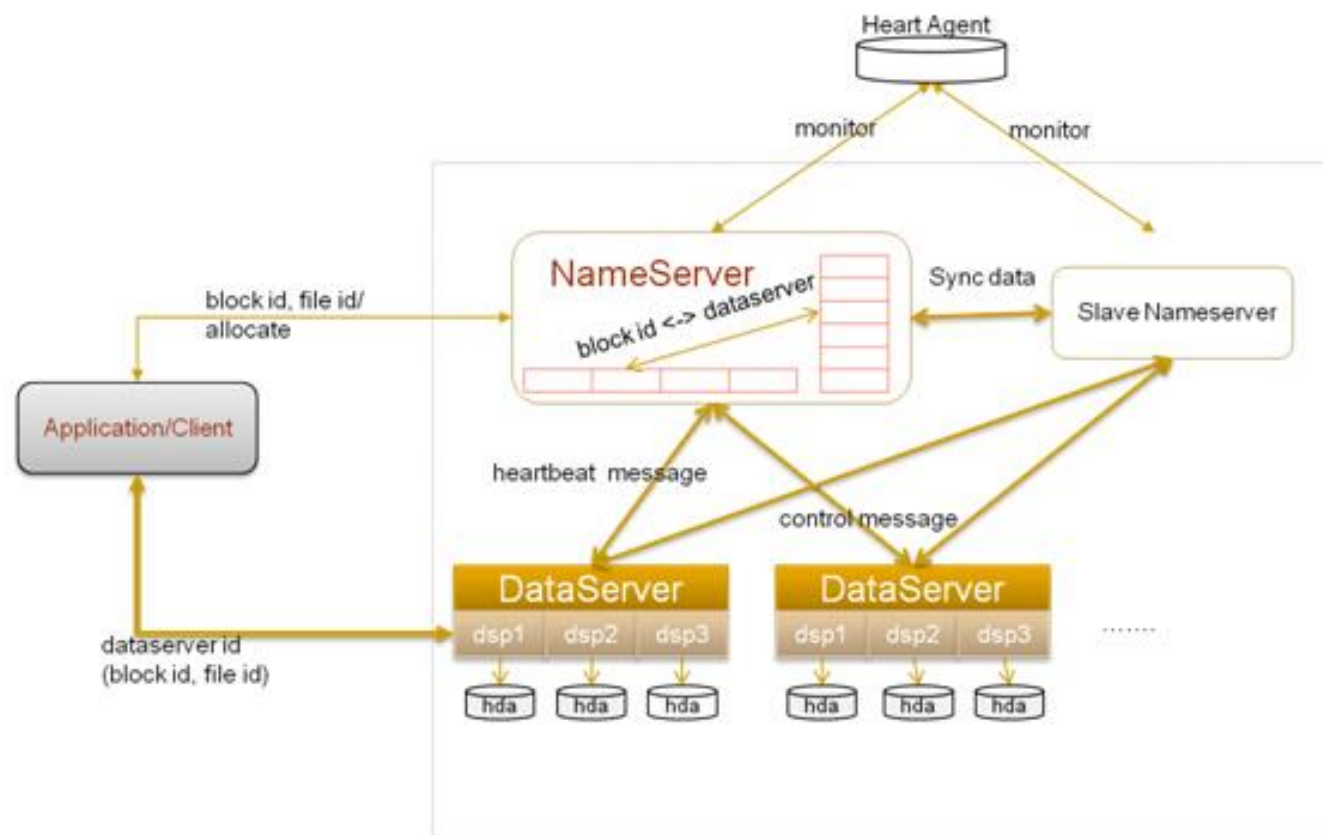 Heart Agent
monitor
monitor
NameServer
block id <-> dataserver
Sync data
Slave Nameserver
block id, file id/
allocate
Application/Client
heartbeat message
control message
DataServer
dsp1 dsp2 dsp3
hda hda hda
DataServer
dsp1 dsp2 dsp3
hda hda hda
.......
dataserver id
(block id, file id)